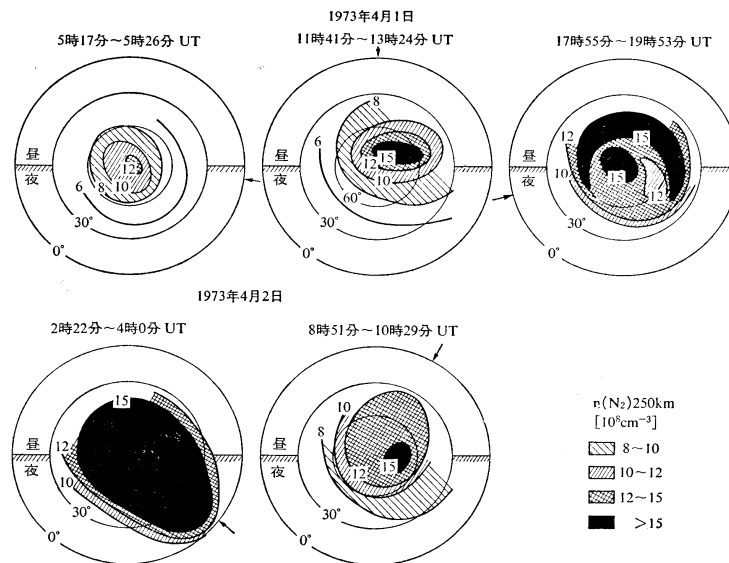 1973年4月1日
5時17分～5時26分 UT
11時41分～13時24分 UT
17時55分～19時53分 UT
昼
夜
12
10
8
6
30°
0°
昼
夜
8
6
15
12
10
60°
30°
0°
昼
夜
12
15
10
15
12
30°
0°
1973年4月2日
2時22分～4時0分 UT
8時51分～10時29分 UT
昼
夜
15
12
10
30°
0°
昼
夜
10
8
15
12
30°
0°
n(N₂)250km
[10⁸cm⁻³]
8～10
10～12
12～15
>15